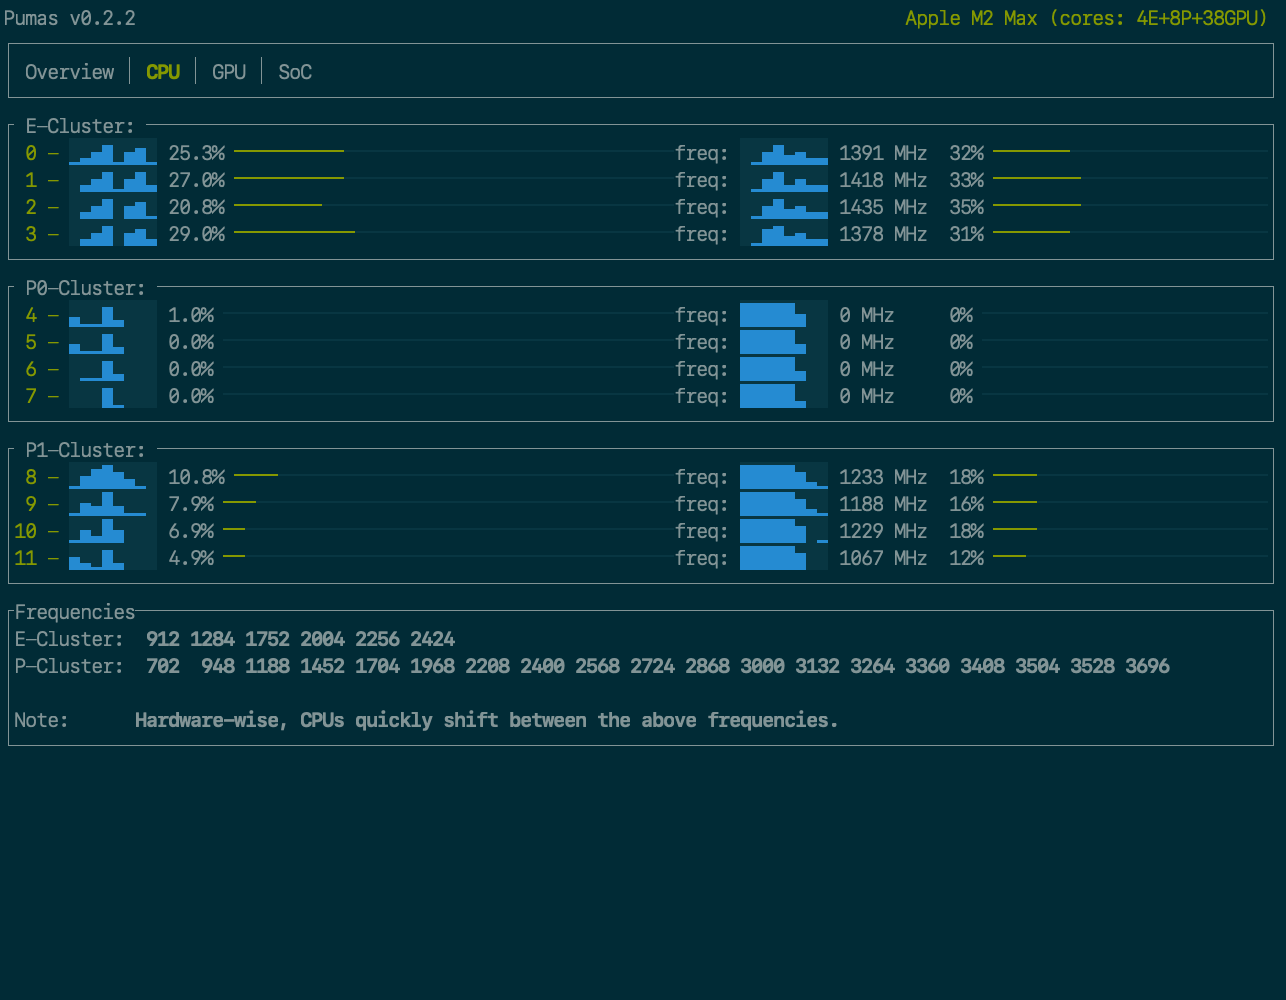 Pumas v0.2.2 Apple M2 Max (cores: 4E+8P+38GPU)
Overview │ CPU │ GPU │ SoC
E-Cluster:
0 - 25.3% freq: 1391 MHz 32%
1 - 27.0% freq: 1418 MHz 33%
2 - 20.8% freq: 1435 MHz 35%
3 - 29.0% freq: 1378 MHz 31%
P0-Cluster:
4 - 1.0% freq: 0 MHz 0%
5 - 0.0% freq: 0 MHz 0%
6 - 0.0% freq: 0 MHz 0%
7 - 0.0% freq: 0 MHz 0%
P1-Cluster:
8 - 10.8% freq: 1233 MHz 18%
9 - 7.9% freq: 1188 MHz 16%
10 - 6.9% freq: 1229 MHz 18%
11 - 4.9% freq: 1067 MHz 12%
Frequencies
E-Cluster: 912 1284 1752 2004 2256 2424
P-Cluster: 702 948 1188 1452 1704 1968 2208 2400 2568 2724 2868 3000 3132 3264 3360 3408 3504 3528 3696
Note: Hardware-wise, CPUs quickly shift between the above frequencies.